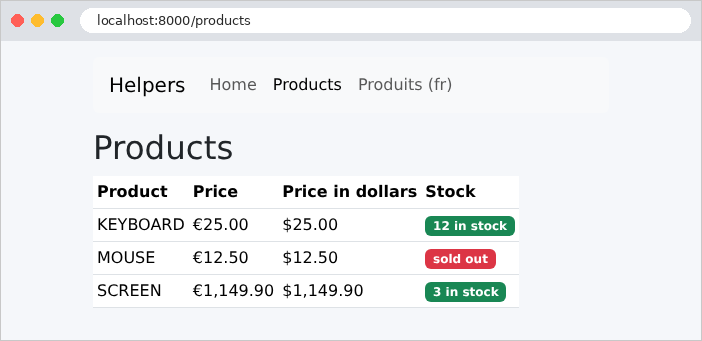 localhost:8000/products
Helpers Home Products Produits (fr)
Products
Product Price Price in dollars Stock
KEYBOARD €25.00 $25.00 12 in stock
MOUSE €12.50 $12.50 sold out
SCREEN €1,149.90 $1,149.90 3 in stock